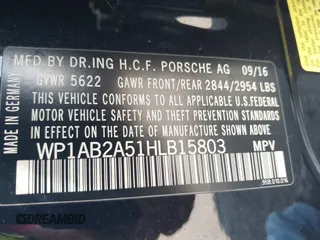 MFD BY DR.ING H.C.F. PORSCHE AG 09/16
GVWR 5622 GAWR FRONT/REAR 2844/2954 LBS
THIS VEHICLE CONFORMS TO ALL APPLICABLE U.S. FEDERAL
MOTOR VEHICLE SAFETY, BUMPER, AND THEFT PREVENTION
STANDARDS IN EFFECT ON THE DATE OF MANUFACTURE SHOWN ABOVE
WP1AB2A51HLB15803 MPV
MADE IN GERMANY
DREAMBID